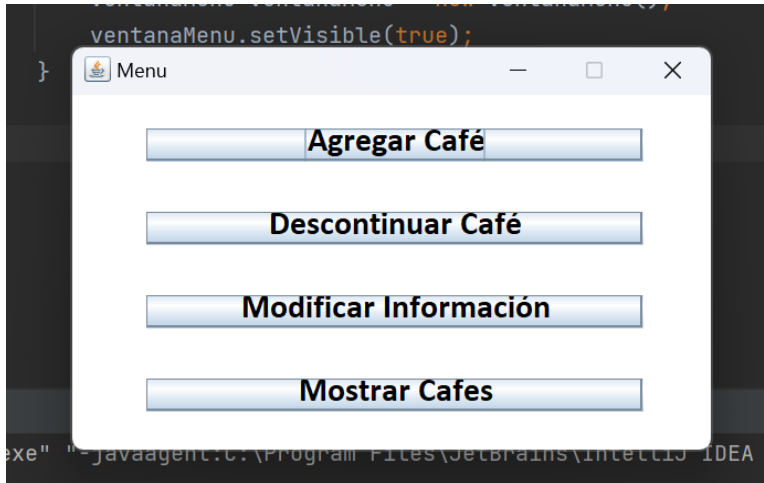 ventanaMenu.setVisible(true);
}
Menu
Agregar Café
Descontinuar Café
Modificar Información
Mostrar Cafes
exe" "-javaagent:C:\Program Files\JetBrains\IntelliJ IDEA